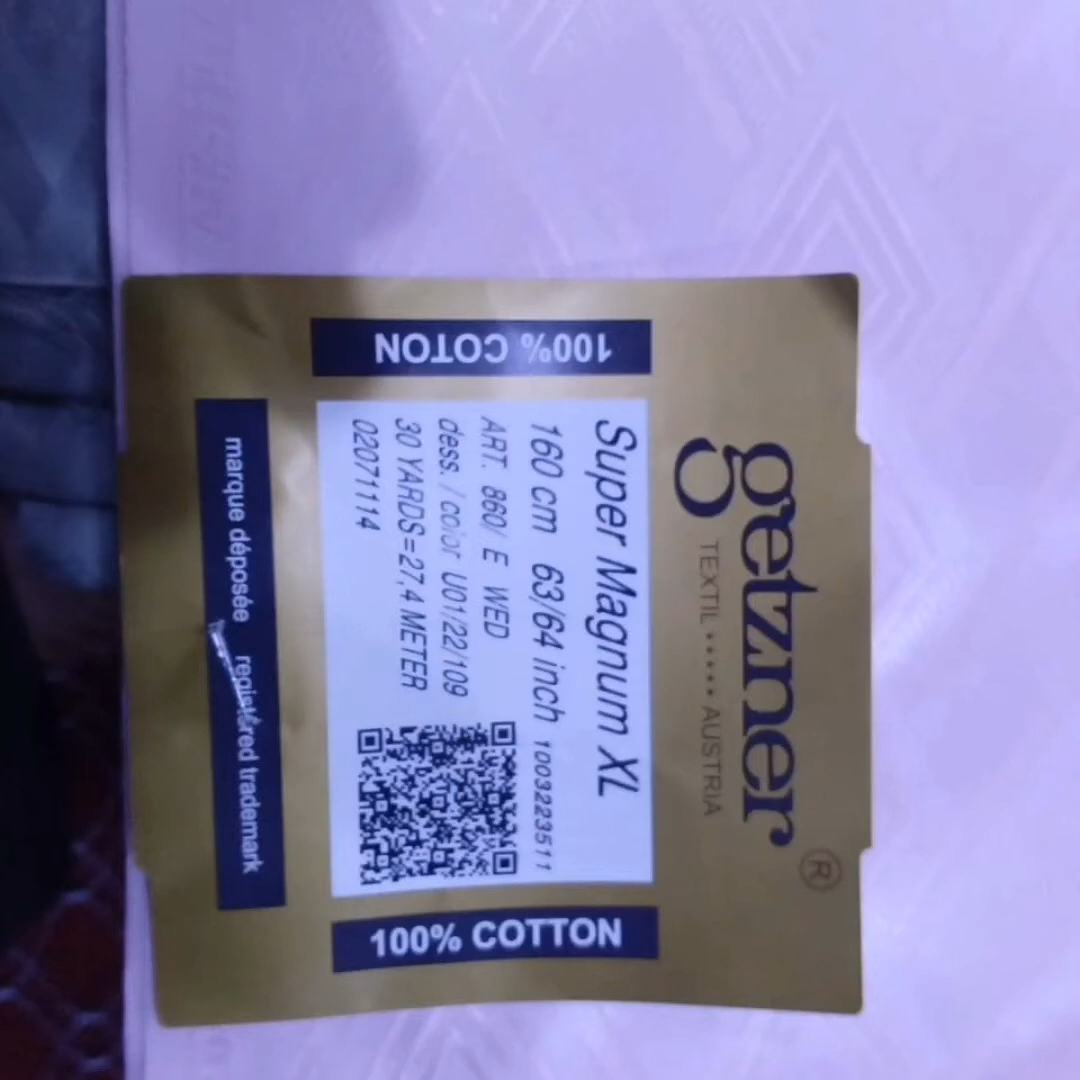 getzner ®
TEXTIL ····· AUSTRIA
Super Magnum XL
160 cm 63/64 inch 1003223511
ART. 860/ E WED
dess. / color U01/22/109
30 YARDS=27,4 METER
02071114
100% COTON
100% COTTON
marque déposée registered trademark